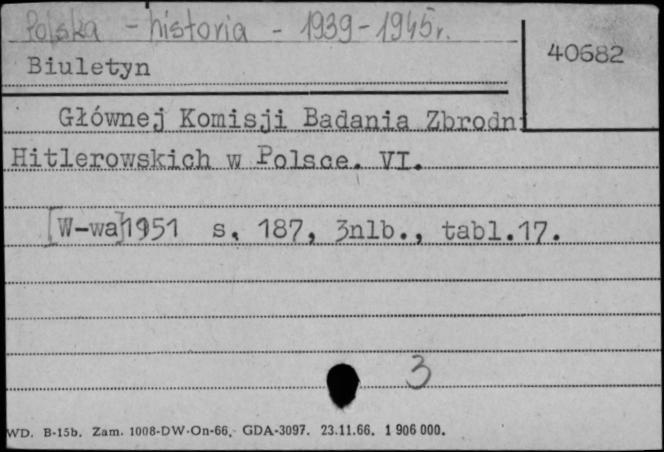 Polska - historia - 1939-1945r.
40682
Biuletyn
Głównej Komisji Badania Zbrodni
Hitlerowskich w Polsce. VI.
[W-wa]1951 s, 187, 3nlb., tabl.17.
3
WD. B-15b. Zam. 1008-DW-On-66. GDA-3097. 23.11.66. 1 906 000.